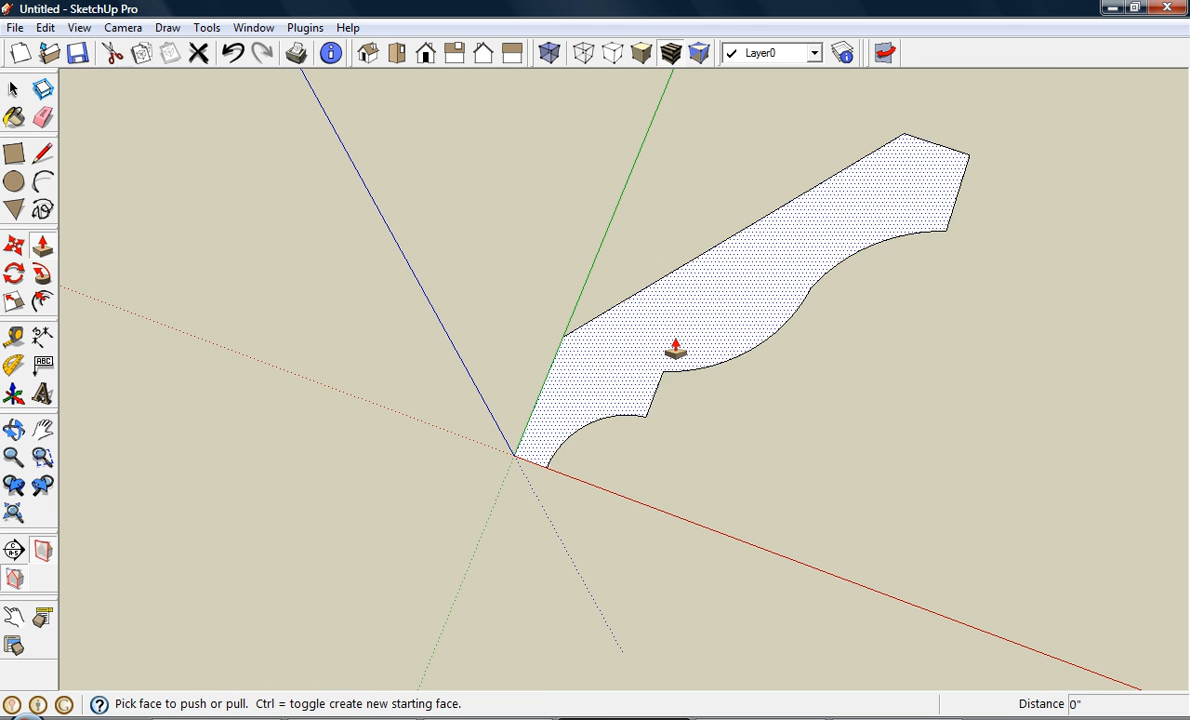 Untitled - SketchUp Pro
File Edit View Camera Draw Tools Window Plugins Help
Layer0
ABC
Pick face to push or pull. Ctrl = toggle create new starting face. Distance 0"